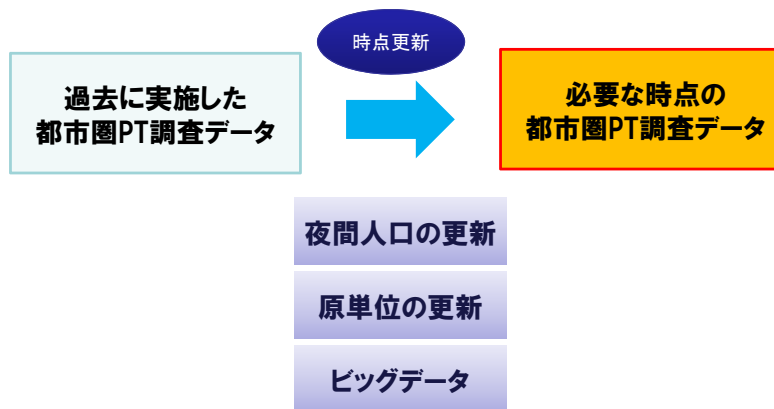 時点更新
過去に実施した
都市圏PT調査データ
必要な時点の
都市圏PT調査データ
夜間人口の更新
原単位の更新
ビッグデータ